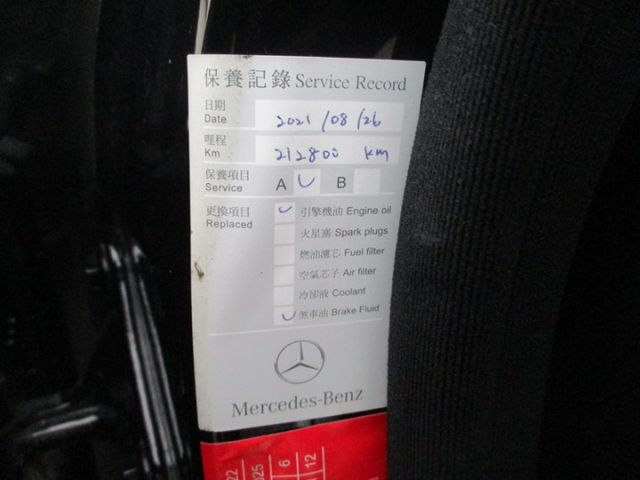 保養記錄 Service Record
日期
Date
2021/08/26
哩程
Km
212800 km
保養項目
Service
A B
更換項目
Replaced
引擎機油 Engine oil
火星塞 Spark plugs
燃油濾芯 Fuel filter
空氣芯子 Air filter
冷卻液 Coolant
煞車油 Brake Fluid
Mercedes-Benz
22
025
6
12